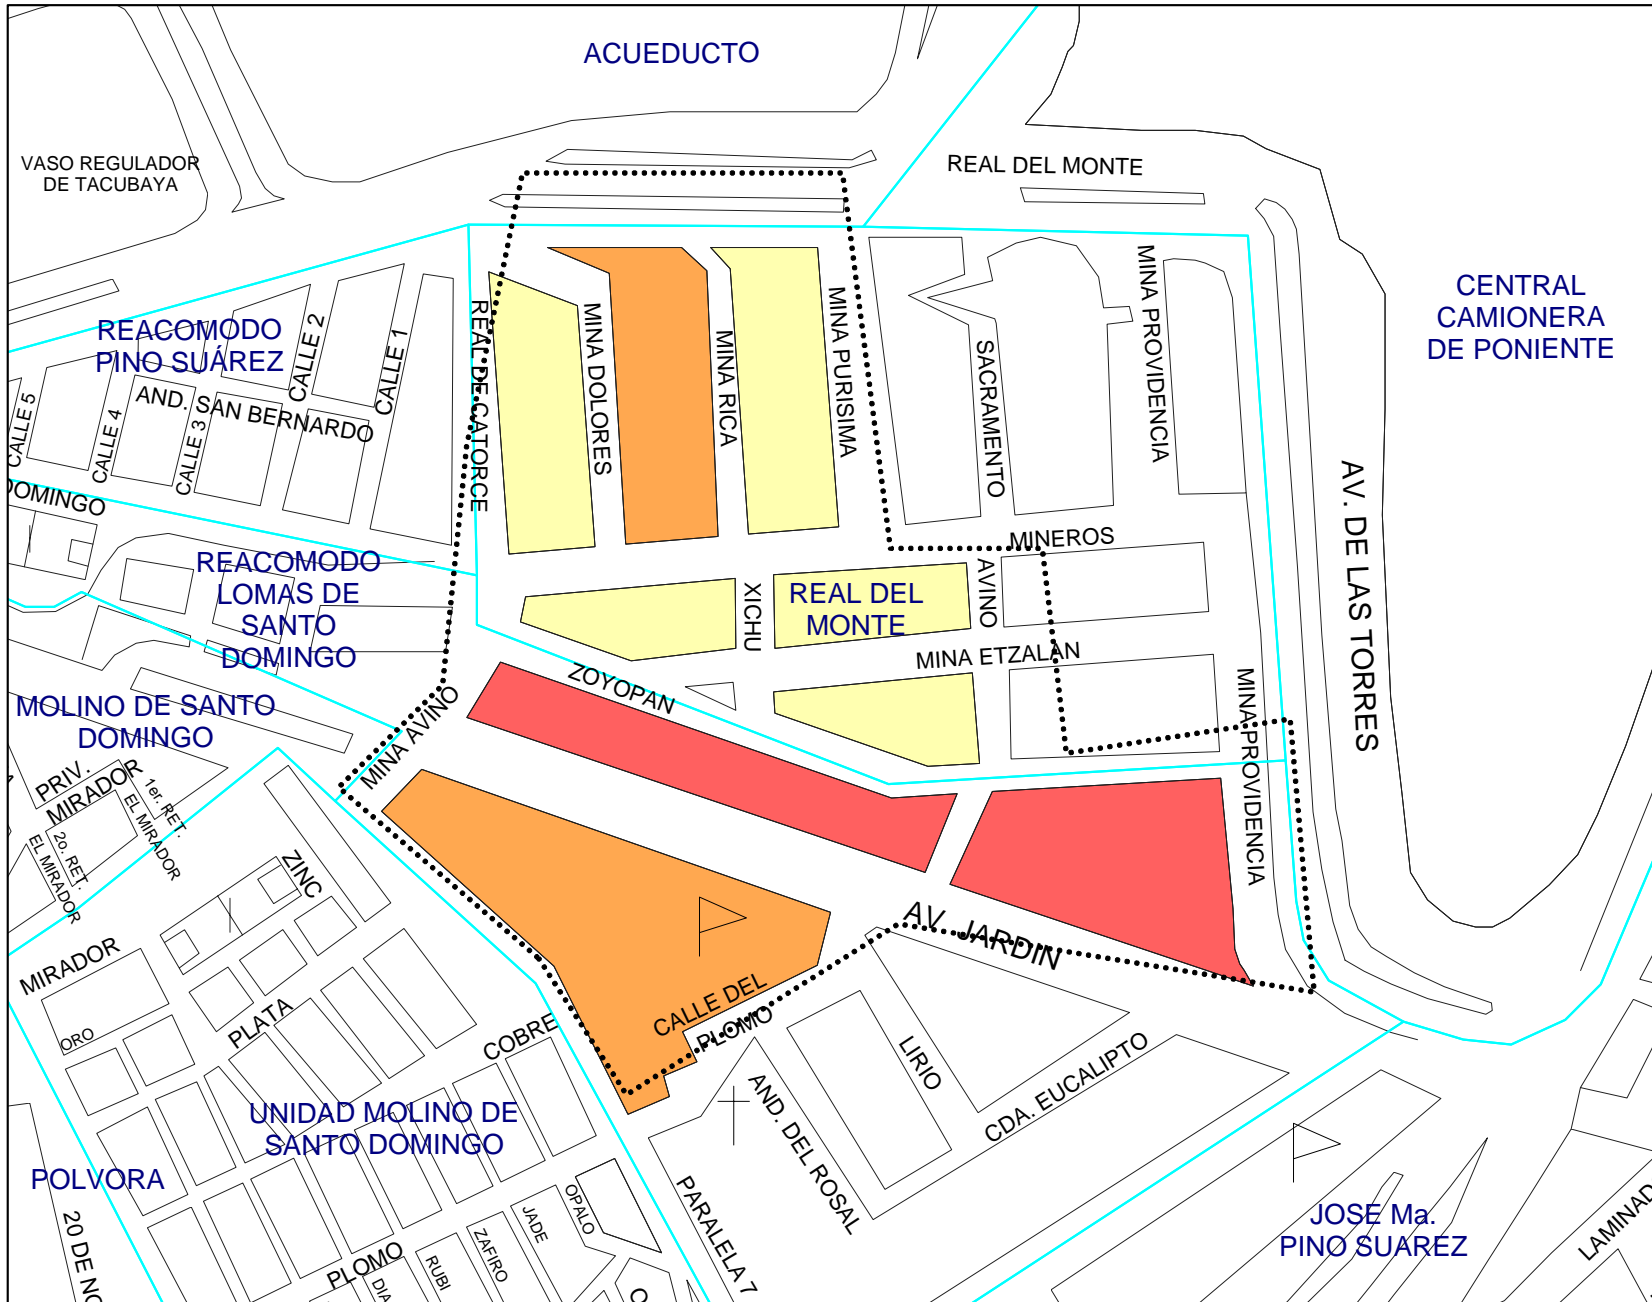 ACUEDUCTO
VASO REGULADOR
DE TACUBAYA
REAL DEL MONTE
CENTRAL
CAMIONERA
DE PONIENTE
REACOMODO
PINO SUÁREZ
CALLE 2
CALLE 1
REAL DE CATORCE
MINA DOLORES
MINA RICA
MINA PURISIMA
SACRAMENTO
MINA PROVIDENCIA
CALLE 5
CALLE 4
CALLE 3
AND. SAN BERNARDO
DOMINGO
AV. DE LAS TORRES
REACOMODO
LOMAS DE
SANTO
DOMINGO
MINEROS
AVINO
XICHU
REAL DEL
MONTE
MINA ETZALAN
ZOYOPAN
MINA AVINO
MINA PROVIDENCIA
MOLINO DE SANTO
DOMINGO
PRIV.
MIRADOR
1er. RET.
EL MIRADOR
2o. RET.
EL MIRADOR
ZINC
MIRADOR
ORO
PLATA
COBRE
CALLE DEL
PLOMO
AV. JARDIN
LIRIO
CDA. EUCALIPTO
AND. DEL ROSAL
UNIDAD MOLINO DE
SANTO DOMINGO
POLVORA
20 DE NO
PLOMO
DIA
RUBI
ZAFIRO
JADE
OPALO
PARALELA 7
JOSE Ma.
PINO SUAREZ
LAMINAD